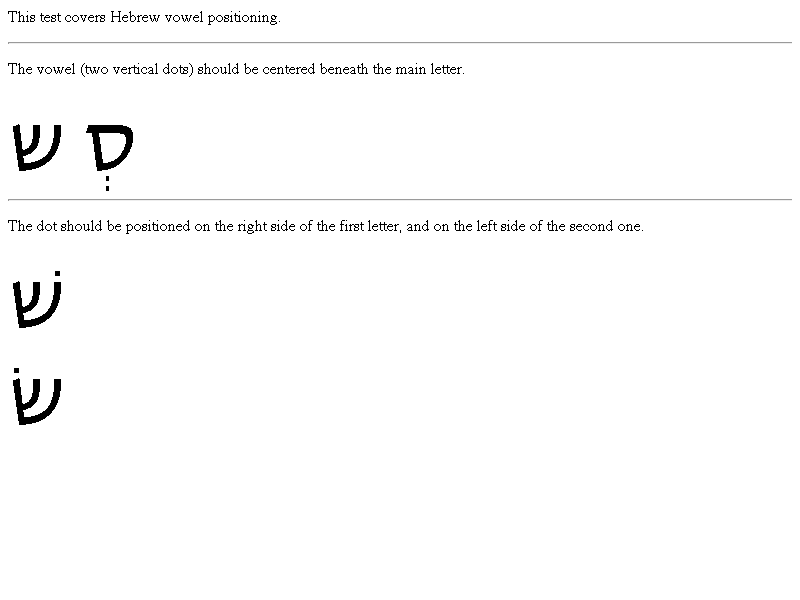 This test covers Hebrew vowel positioning.
The vowel (two vertical dots) should be centered beneath the main letter.
סְ ש
The dot should be positioned on the right side of the first letter, and on the left side of the second one.
שׁ
שׂ